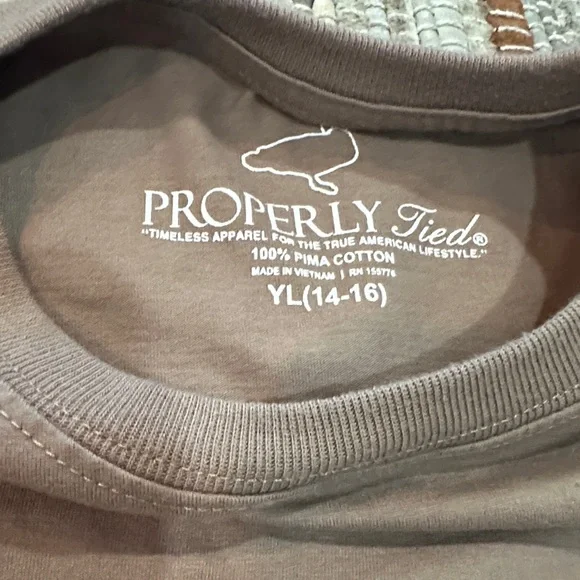 PROPERLY Tied®
"TIMELESS APPAREL FOR THE TRUE AMERICAN LIFESTYLE."
100% PIMA COTTON
MADE IN VIETNAM | RN 155776
YL(14-16)